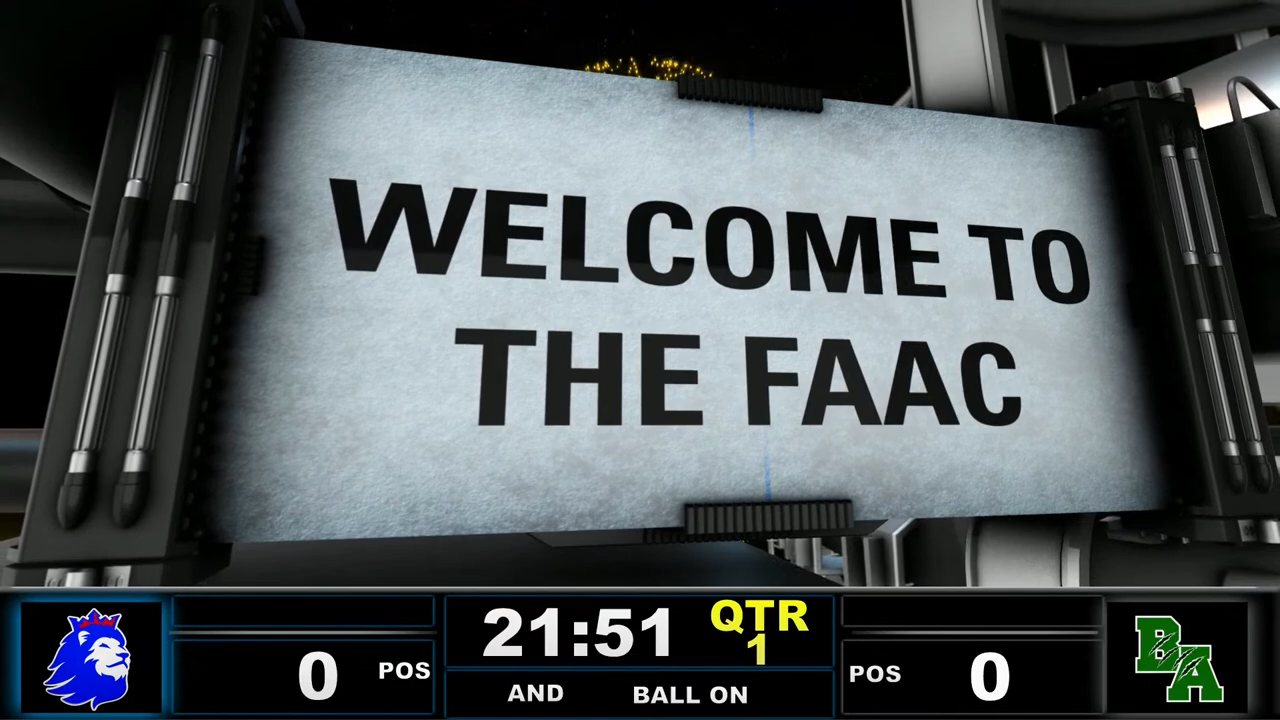 WELCOME TO
THE FAAC
0 POS
21:51 QTR 1
AND BALL ON
POS 0
BA